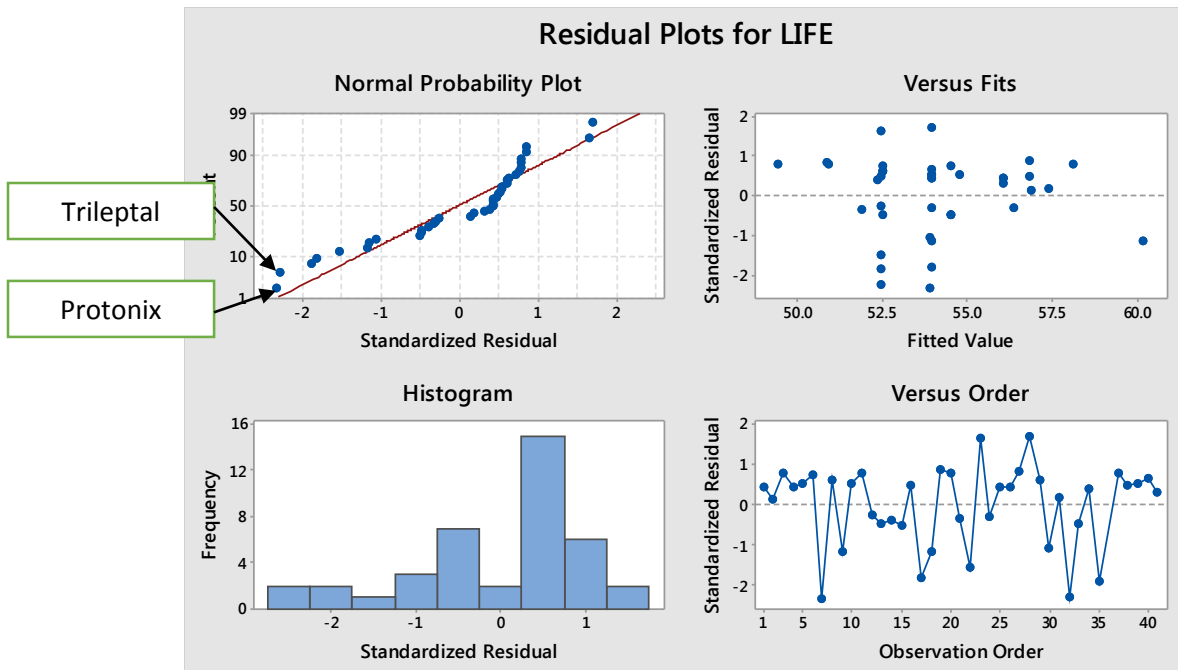 Residual Plots for LIFE
Normal Probability Plot
99
90
50
10
1
-2 -1 0 1 2
Standardized Residual
Trileptal
Protonix
Versus Fits
Standardized Residual
2
1
0
-1
-2
50.0 52.5 55.0 57.5 60.0
Fitted Value
Histogram
Frequency
16
12
8
4
0
-2 -1 0 1
Standardized Residual
Versus Order
Standardized Residual
2
1
0
-1
-2
1 5 10 15 20 25 30 35 40
Observation Order